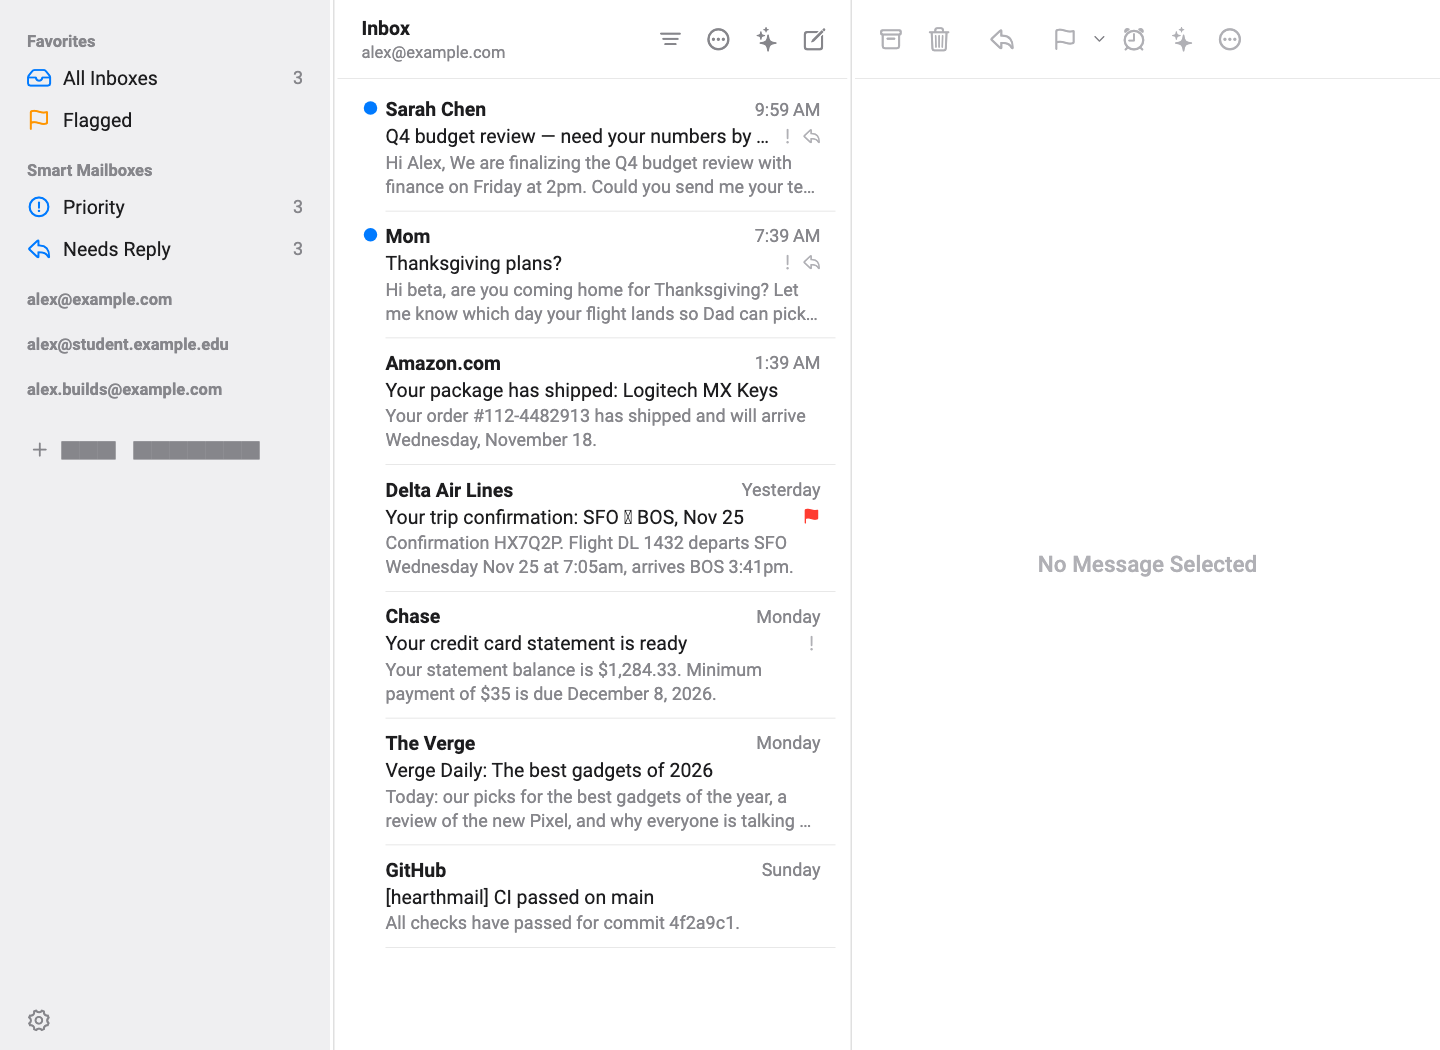 Favorites
All Inboxes 3
Flagged
Smart Mailboxes
Priority 3
Needs Reply 3
alex@example.com
alex@student.example.edu
alex.builds@example.com
Inbox
alex@example.com
Sarah Chen 9:59 AM
Q4 budget review — need your numbers by ...
Hi Alex, We are finalizing the Q4 budget review with
finance on Friday at 2pm. Could you send me your te...
Mom 7:39 AM
Thanksgiving plans?
Hi beta, are you coming home for Thanksgiving? Let
me know which day your flight lands so Dad can pick...
Amazon.com 1:39 AM
Your package has shipped: Logitech MX Keys
Your order #112-4482913 has shipped and will arrive
Wednesday, November 18.
Delta Air Lines Yesterday
Your trip confirmation: SFO BOS, Nov 25
Confirmation HX7Q2P. Flight DL 1432 departs SFO
Wednesday Nov 25 at 7:05am, arrives BOS 3:41pm.
Chase Monday
Your credit card statement is ready
Your statement balance is $1,284.33. Minimum
payment of $35 is due December 8, 2026.
The Verge Monday
Verge Daily: The best gadgets of 2026
Today: our picks for the best gadgets of the year, a
review of the new Pixel, and why everyone is talking ...
GitHub Sunday
[hearthmail] CI passed on main
All checks have passed for commit 4f2a9c1.
No Message Selected